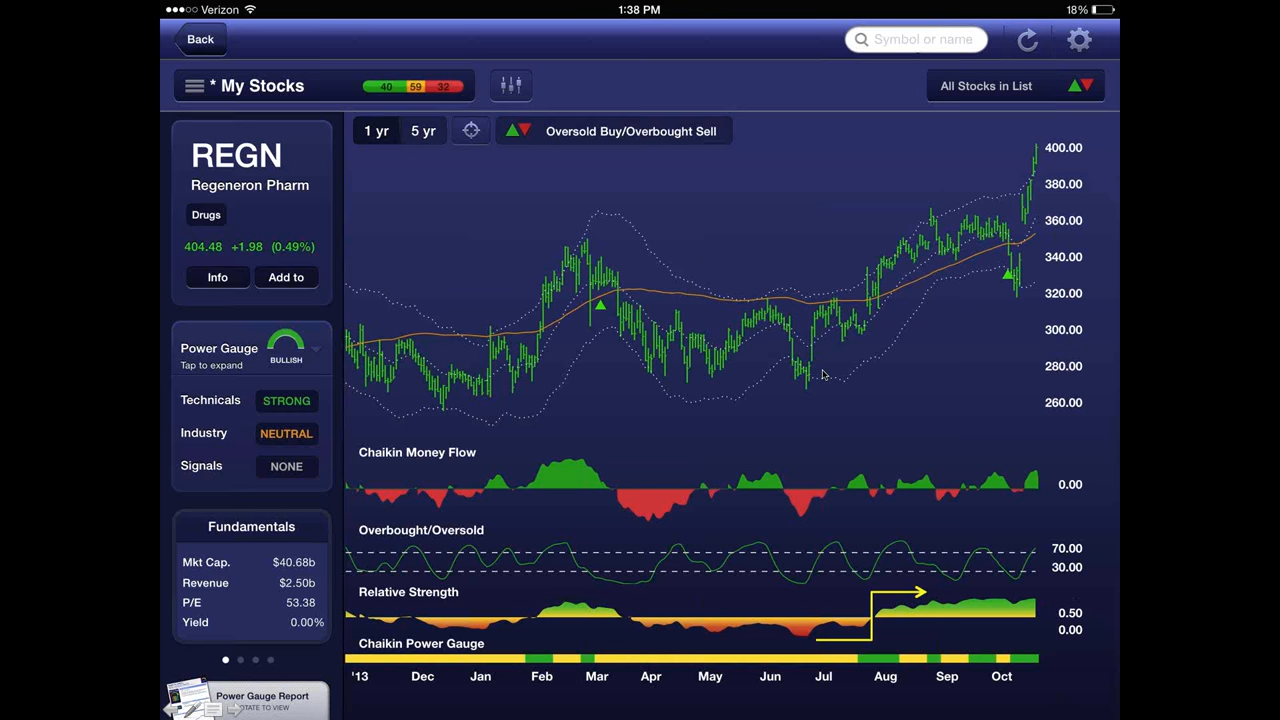 Verizon 1:38 PM 18%
Back Symbol or name
* My Stocks 40 59 32 All Stocks in List
1 yr 5 yr Oversold Buy/Overbought Sell
REGN
Regeneron Pharm
Drugs
404.48 +1.98 (0.49%)
Info Add to
Power Gauge
Tap to expand
BULLISH
Technicals STRONG
Industry NEUTRAL
Signals NONE
Fundamentals
Mkt Cap. $40.68b
Revenue $2.50b
P/E 53.38
Yield 0.00%
Power Gauge Report
400.00
380.00
360.00
340.00
320.00
300.00
280.00
260.00
Chaikin Money Flow
0.00
Overbought/Oversold
70.00
30.00
Relative Strength
0.50
0.00
Chaikin Power Gauge
'13 Dec Jan Feb Mar Apr May Jun Jul Aug Sep Oct